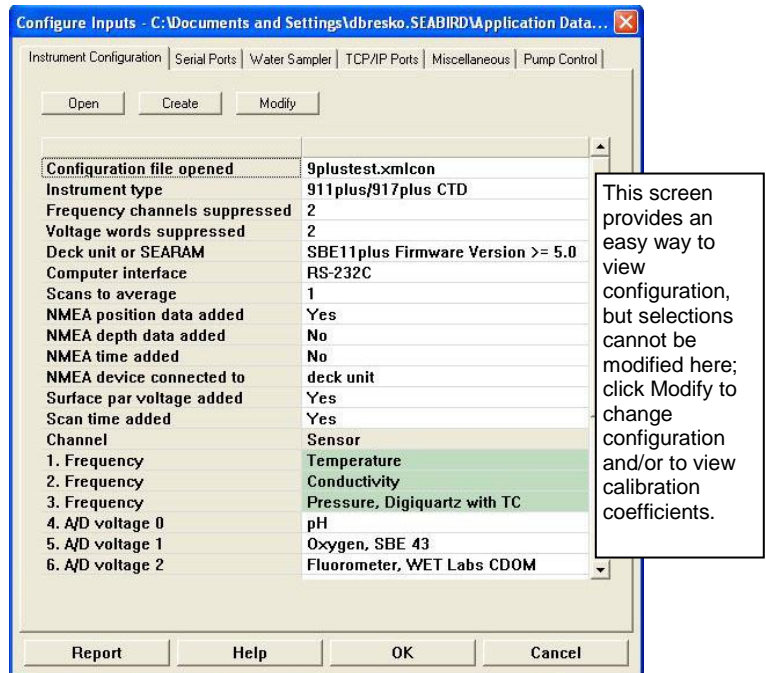 Configure Inputs - C:\Documents and Settings\dbresko.SEABIRD\Application Data...
Instrument Configuration Serial Ports Water Sampler TCP/IP Ports Miscellaneous Pump Control
Open Create Modify
Configuration file opened 9plustest.xmlcon
Instrument type 911plus/917plus CTD
Frequency channels suppressed 2
Voltage words suppressed 2
Deck unit or SEARAM SBE11plus Firmware Version >= 5.0
Computer interface RS-232C
Scans to average 1
NMEA position data added Yes
NMEA depth data added No
NMEA time added No
NMEA device connected to deck unit
Surface par voltage added Yes
Scan time added Yes
Channel Sensor
1. Frequency Temperature
2. Frequency Conductivity
3. Frequency Pressure, Digiquartz with TC
4. A/D voltage 0 pH
5. A/D voltage 1 Oxygen, SBE 43
6. A/D voltage 2 Fluorometer, WET Labs CDOM
Report Help OK Cancel
This screen
provides an
easy way to
view
configuration,
but selections
cannot be
modified here;
click Modify to
change
configuration
and/or to view
calibration
coefficients.